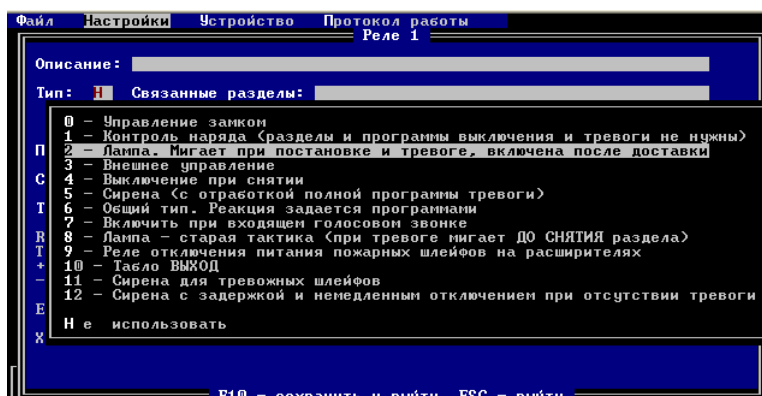 Файл Настройки Устройство Протокол работы
Реле 1
Описание:
Тип: Н Связанные разделы:
0 - Управление замком
1 - Контроль наряда (разделы и программы выключения и тревоги не нужны)
П 2 - Лампа. Мигает при постановке и тревоге, включена после доставки
3 - Внешнее управление
С 4 - Выключение при снятии
5 - Сирена (с отработкой полной программы тревоги)
Т 6 - Общий тип. Реакция задается программами
7 - Включить при входящем голосовом звонке
R 8 - Лампа - старая тактика (при тревоге мигает ДО СНЯТИЯ раздела)
T 9 - Реле отключения питания пожарных шлейфов на расширителях
+ 10 - Табло ВЫХОД
- 11 - Сирена для тревожных шлейфов
12 - Сирена с задержкой и немедленным отключением при отсутствии тревоги
E
Н е использовать
X
F10 - сохранить и выйти ESC - выйти